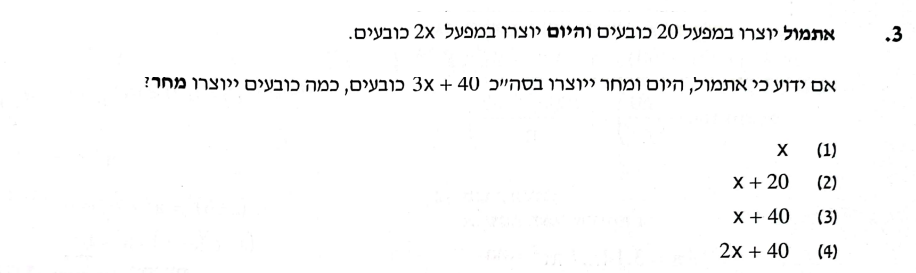 3. אתמול יוצרו במפעל 20 כובעים והיום יוצרו במפעל 2x כובעים.
אם ידוע כי אתמול, היום ומחר ייוצרו בסה״כ 3x + 40 כובעים, כמה כובעים ייוצרו מחר?
(1) x
(2) x + 20
(3) x + 40
(4) 2x + 40